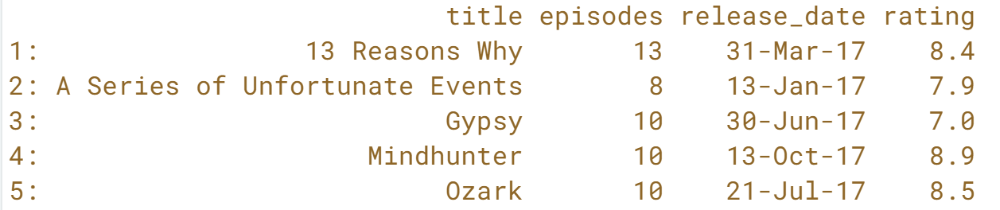 title episodes release_date rating
1: 13 Reasons Why 13 31-Mar-17 8.4
2: A Series of Unfortunate Events 8 13-Jan-17 7.9
3: Gypsy 10 30-Jun-17 7.0
4: Mindhunter 10 13-Oct-17 8.9
5: Ozark 10 21-Jul-17 8.5